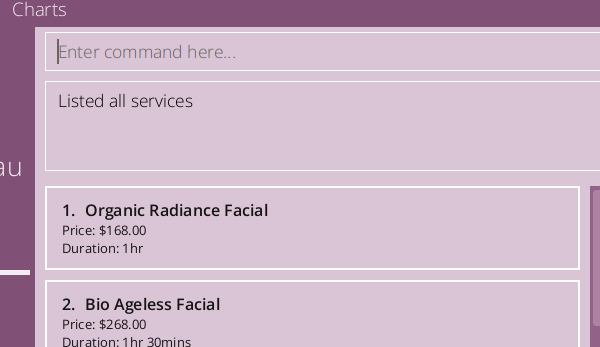 Charts
Enter command here...
Listed all services
au
1. Organic Radiance Facial
Price: $168.00
Duration: 1hr
2. Bio Ageless Facial
Price: $268.00
Duration: 1hr 30mins